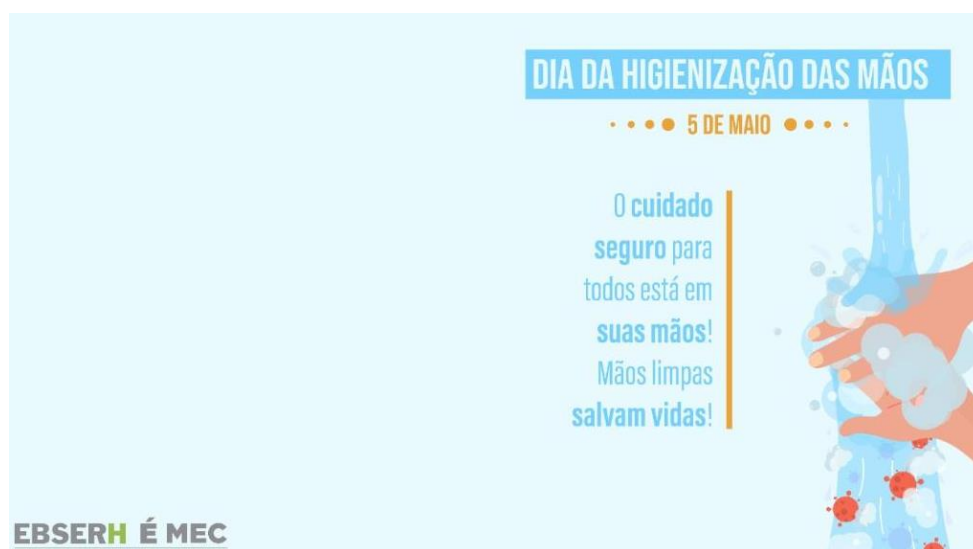 DIA DA HIGIENIZAÇÃO DAS MÃOS
5 DE MAIO
O cuidado
seguro para
todos está em
suas mãos!
Mãos limpas
salvam vidas!
EBSERH É MEC